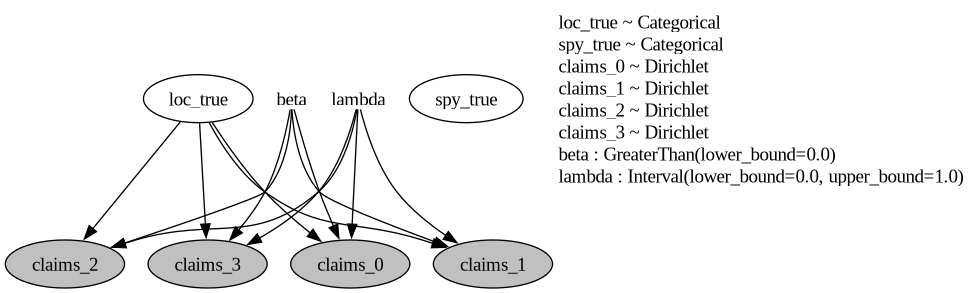 loc_true
beta
lambda
spy_true
claims_2
claims_3
claims_0
claims_1
loc_true ~ Categorical
spy_true ~ Categorical
claims_0 ~ Dirichlet
claims_1 ~ Dirichlet
claims_2 ~ Dirichlet
claims_3 ~ Dirichlet
beta : GreaterThan(lower_bound=0.0)
lambda : Interval(lower_bound=0.0, upper_bound=1.0)